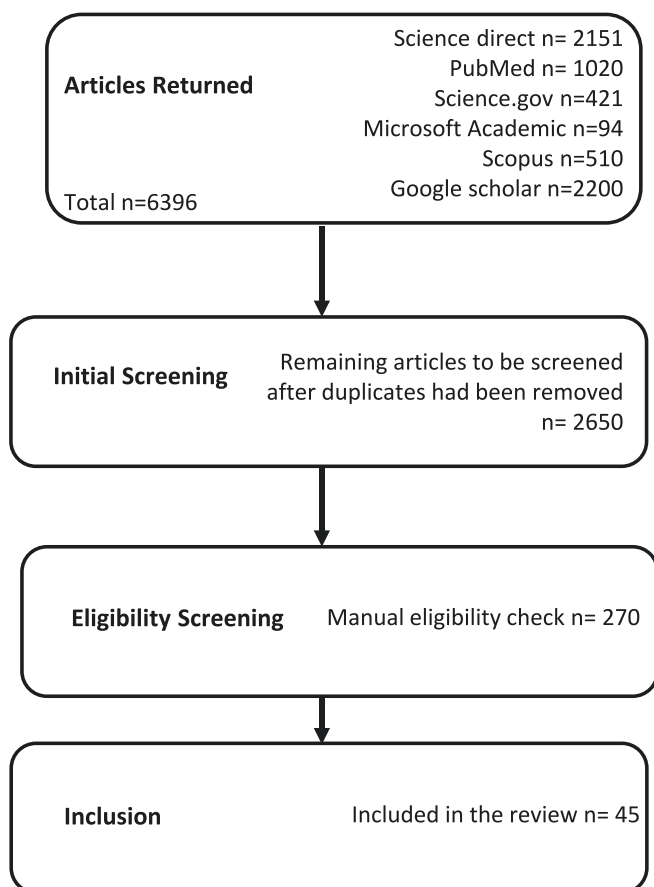 Science direct n= 2151
PubMed n= 1020
Articles Returned
Science.gov n=421
Microsoft Academic n=94
Scopus n=510
Google scholar n=2200
Total n=6396
Initial Screening
Remaining articles to be screened
after duplicates had been removed
n= 2650
Eligibility Screening
Manual eligibility check n= 270
Inclusion
Included in the review n= 45